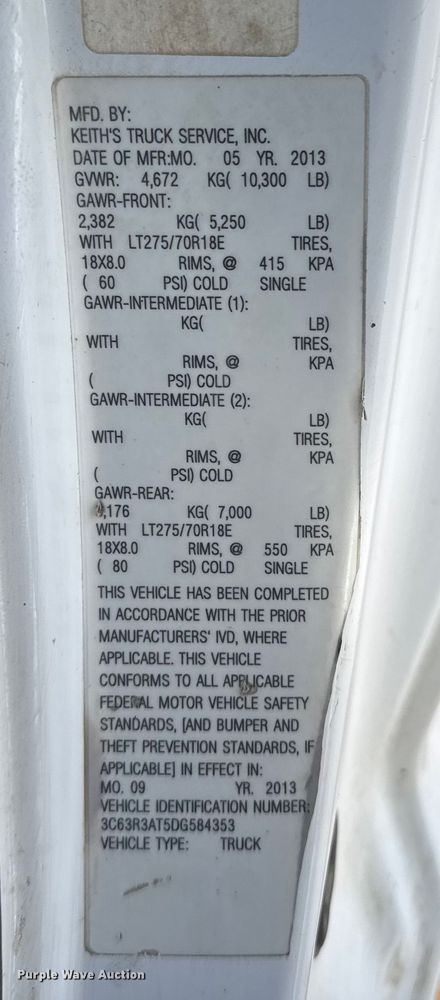 MFD. BY:
KEITH'S TRUCK SERVICE, INC.
DATE OF MFR:MO. 05 YR. 2013
GVWR: 4,672 KG( 10,300 LB)
GAWR-FRONT:
2,382 KG( 5,250 LB)
WITH LT275/70R18E TIRES,
18X8.0 RIMS, @ 415 KPA
( 60 PSI) COLD SINGLE
GAWR-INTERMEDIATE (1):
KG( LB)
WITH TIRES,
RIMS, @ KPA
( PSI) COLD
GAWR-INTERMEDIATE (2):
KG( LB)
WITH TIRES,
RIMS, @ KPA
( PSI) COLD
GAWR-REAR:
KG( 7,000 LB)
WITH LT275/70R18E TIRES,
18X8.0 RIMS, @ 550 KPA
( 80 PSI) COLD SINGLE
THIS VEHICLE HAS BEEN COMPLETED
IN ACCORDANCE WITH THE PRIOR
MANUFACTURERS' IVD, WHERE
APPLICABLE. THIS VEHICLE
CONFORMS TO ALL APPLICABLE
FEDERAL MOTOR VEHICLE SAFETY
STANDARDS, [AND BUMPER AND
THEFT PREVENTION STANDARDS, IF
APPLICABLE] IN EFFECT IN:
MO. 09 YR. 2013
VEHICLE IDENTIFICATION NUMBER:
3C63R3AT5DG584353
VEHICLE TYPE: TRUCK
Purple Wave Auction